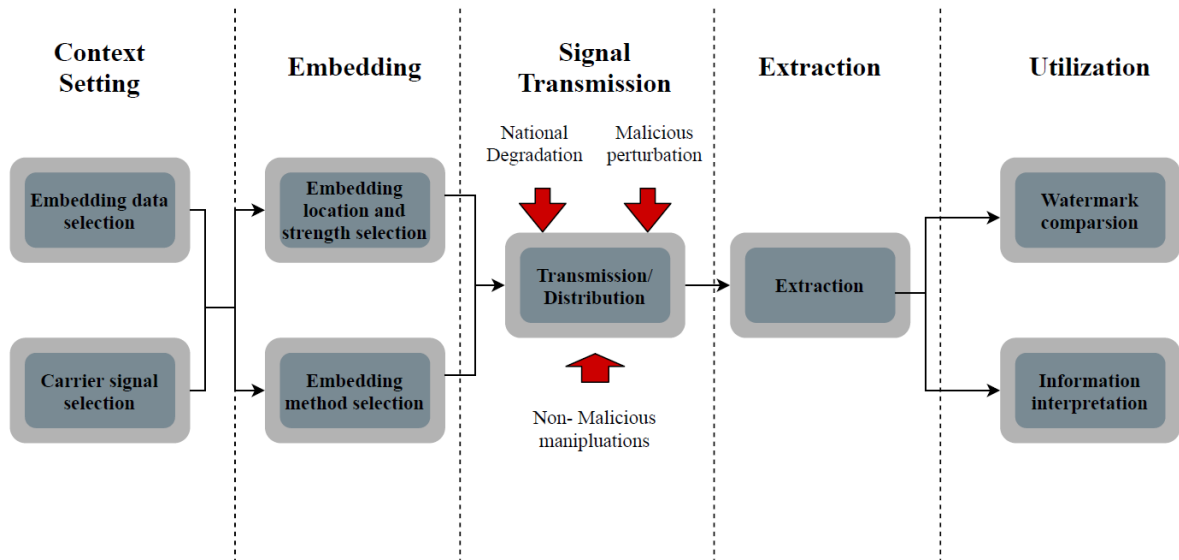 Context
Setting
Embedding
Signal
Transmission
Extraction
Utilization
National
Degradation
Malicious
perturbation
Embedding data
selection
Embedding
location and
strength selection
Transmission/
Distribution
Extraction
Watermark
comparsion
Carrier signal
selection
Embedding
method selection
Information
interpretation
Non- Malicious
manipluations